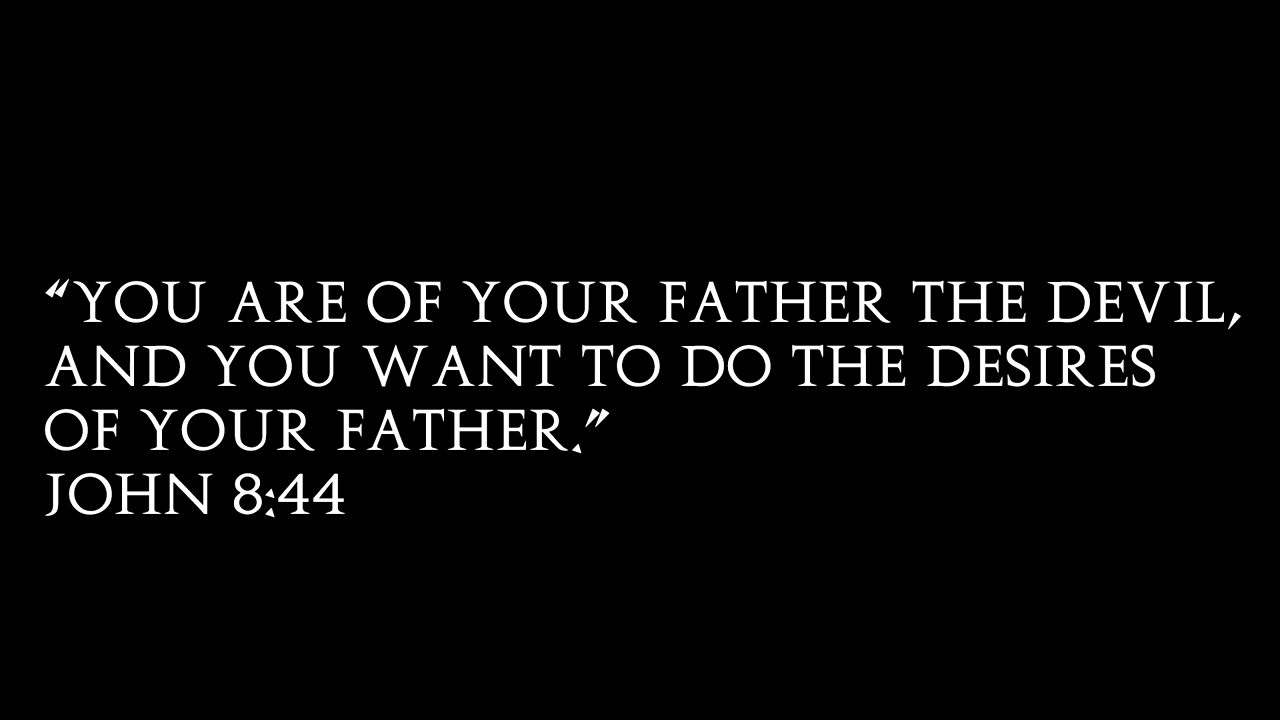 “YOU ARE OF YOUR FATHER THE DEVIL,
AND YOU WANT TO DO THE DESIRES
OF YOUR FATHER.”
JOHN 8:44